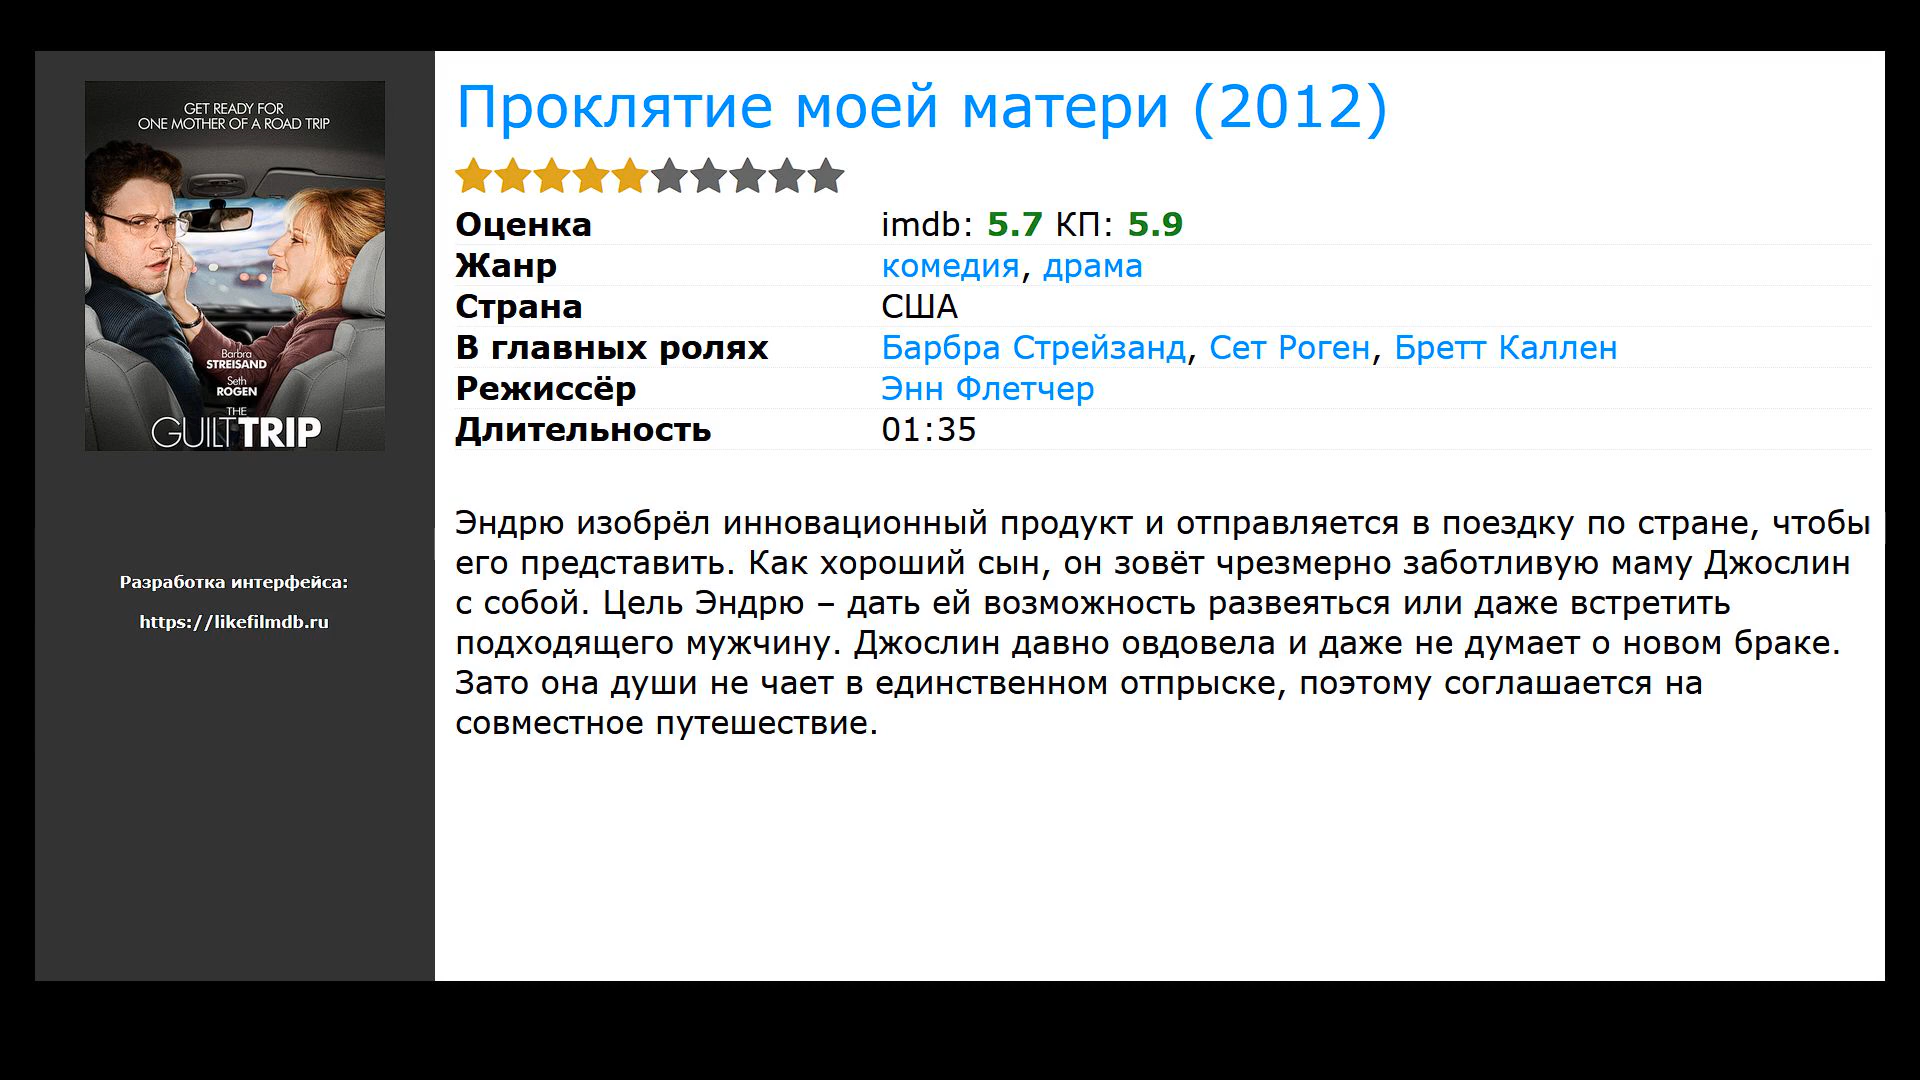 GET READY FOR
ONE MOTHER OF A ROAD TRIP
Barbra
STREISAND
Seth
ROGEN
THE
GUILT TRIP
Разработка интерфейса:
https://likefilmdb.ru
Проклятие моей матери (2012)
Оценка imdb: 5.7 КП: 5.9
Жанр комедия, драма
Страна США
В главных ролях Барбра Стрейзанд, Сет Роген, Бретт Каллен
Режиссёр Энн Флетчер
Длительность 01:35
Эндрю изобрёл инновационный продукт и отправляется в поездку по стране, чтобы
его представить. Как хороший сын, он зовёт чрезмерно заботливую маму Джослин
с собой. Цель Эндрю – дать ей возможность развеяться или даже встретить
подходящего мужчину. Джослин давно овдовела и даже не думает о новом браке.
Зато она души не чает в единственном отпрыске, поэтому соглашается на
совместное путешествие.